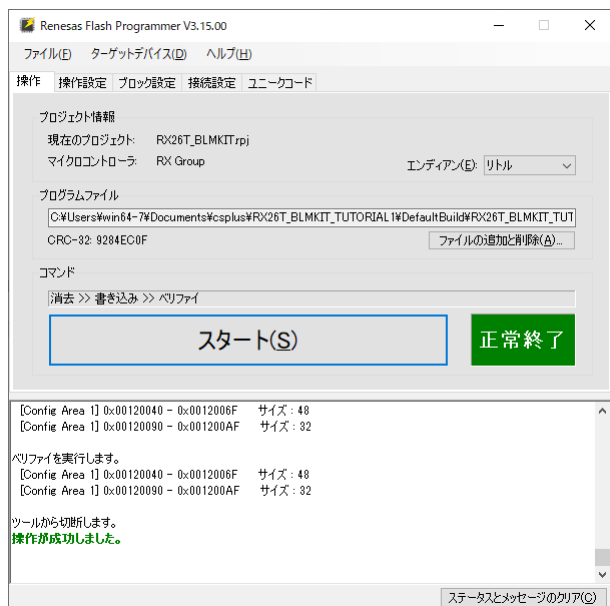 Renesas Flash Programmer V3.15.00
ファイル(F) ターゲットデバイス(D) ヘルプ(H)
操作 操作設定 ブロック設定 接続設定 ユニークコード
プロジェクト情報
現在のプロジェクト: RX26T_BLMKIT.rpj
マイクロコントローラ: RX Group
エンディアン(E): リトル
プログラムファイル
C:¥Users¥win64-7¥Documents¥csplus¥RX26T_BLMKIT_TUTORIAL1¥DefaultBuild¥RX26T_BLMKIT_TUT
CRC-32: 9284EC0F
ファイルの追加と削除(A)...
コマンド
消去 >> 書き込み >> ベリファイ
スタート(S)
正常終了
[Config Area 1] 0x00120040 - 0x0012006F サイズ : 48
[Config Area 1] 0x00120090 - 0x001200AF サイズ : 32
ベリファイを実行します。
[Config Area 1] 0x00120040 - 0x0012006F サイズ : 48
[Config Area 1] 0x00120090 - 0x001200AF サイズ : 32
ツールから切断します。
操作が成功しました。
ステータスとメッセージのクリア(C)